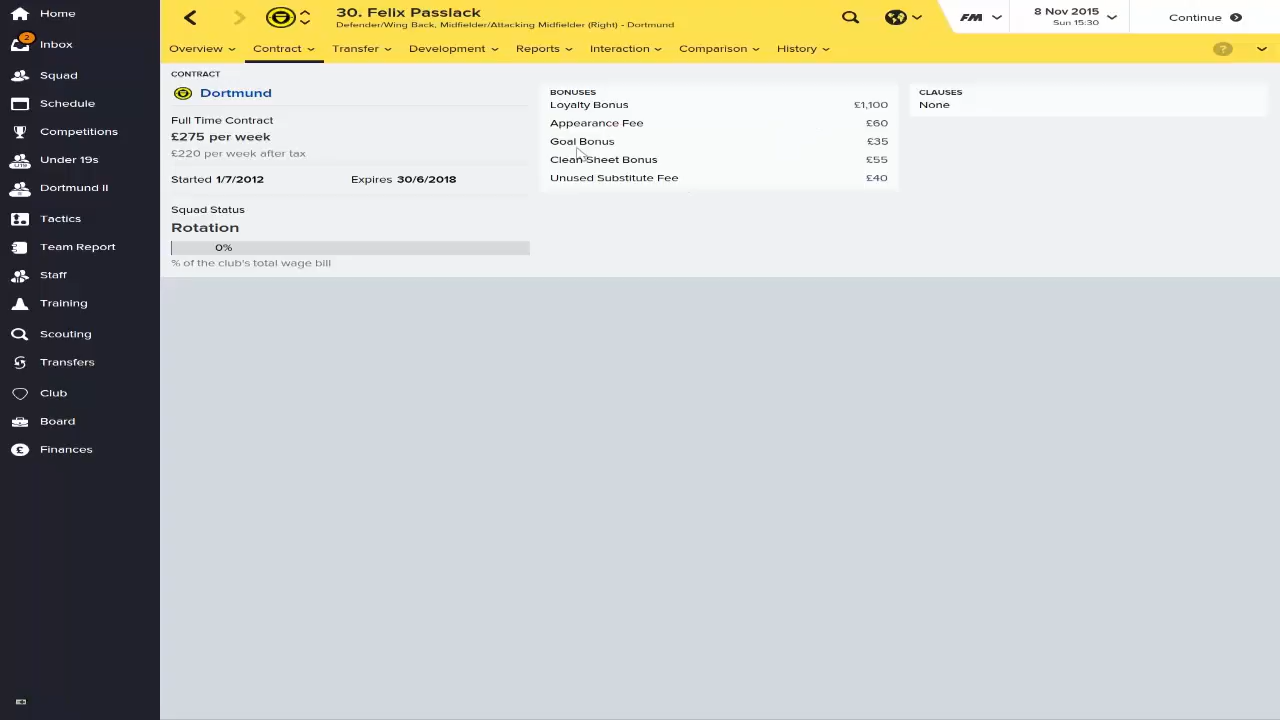 Home
2
Inbox
Squad
Schedule
Competitions
Under 19s
Dortmund II
Tactics
Team Report
Staff
Training
Scouting
Transfers
Club
Board
Finances
30. Felix Passlack
Defender/Wing Back, Midfielder/Attacking Midfielder (Right) - Dortmund
FM
8 Nov 2015
Sun 15:30
Continue
Overview
Contract
Transfer
Development
Reports
Interaction
Comparison
History
?
CONTRACT
Dortmund
Full Time Contract
£275 per week
£220 per week after tax
Started 1/7/2012 Expires 30/6/2018
Squad Status
Rotation
0%
% of the club's total wage bill
BONUSES
Loyalty Bonus £1,100
Appearance Fee £60
Goal Bonus £35
Clean Sheet Bonus £55
Unused Substitute Fee £40
CLAUSES
None